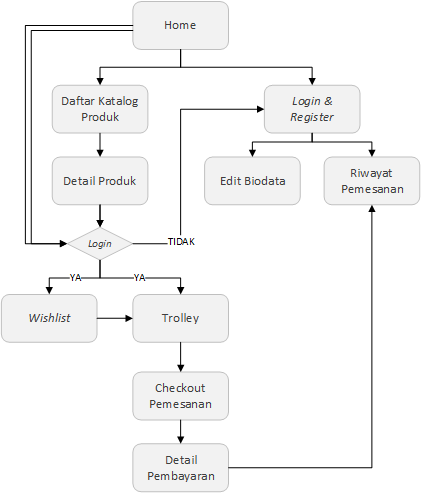 Home
Daftar Katalog
Produk
Login &
Register
Detail Produk
Edit Biodata
Riwayat
Pemesanan
Login
TIDAK
YA
YA
Wishlist
Trolley
Checkout
Pemesanan
Detail
Pembayaran